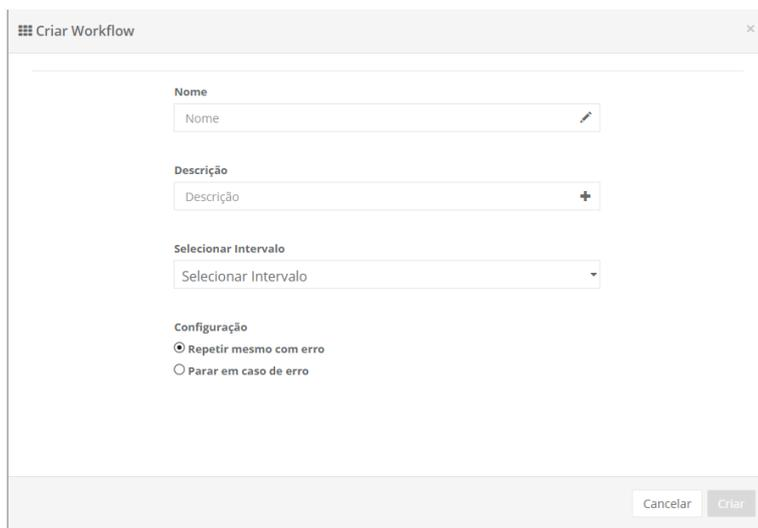 Criar Workflow
×
Nome
Nome
Descrição
Descrição
Selecionar Intervalo
Selecionar Intervalo
Configuração
Repetir mesmo com erro
Parar em caso de erro
Cancelar Criar